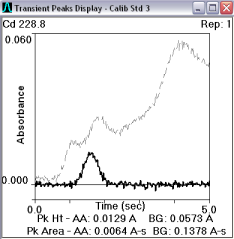 Transient Peaks Display - Calib Std 3
Cd 228.8 Rep: 1
0.060
Absorbance
0.000
0.0 Time (sec) 5.0
Pk Ht - AA: 0.0129 A BG: 0.0573 A
Pk Area - AA: 0.0064 A-s BG: 0.1378 A-s